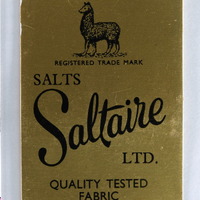 REGISTERED TRADE MARK
SALTS
Saltaire
LTD.
QUALITY TESTED
FABRIC